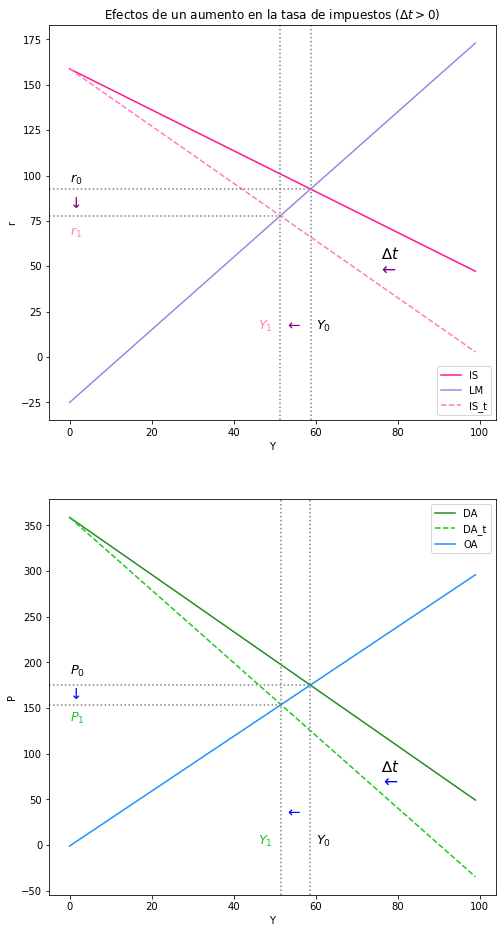 Efectos de un aumento en la tasa de impuestos (Δt > 0)
175
150
125
100
75
50
25
0
−25
r
r₀
↓
r₁
Δt
←
Y₁ ← Y₀
IS
LM
IS_t
0 20 40 60 80 100
Y
350
300
250
200
150
100
50
0
−50
P
DA
DA_t
OA
P₀
↓
P₁
Δt
←
←
Y₁ Y₀
0 20 40 60 80 100
Y